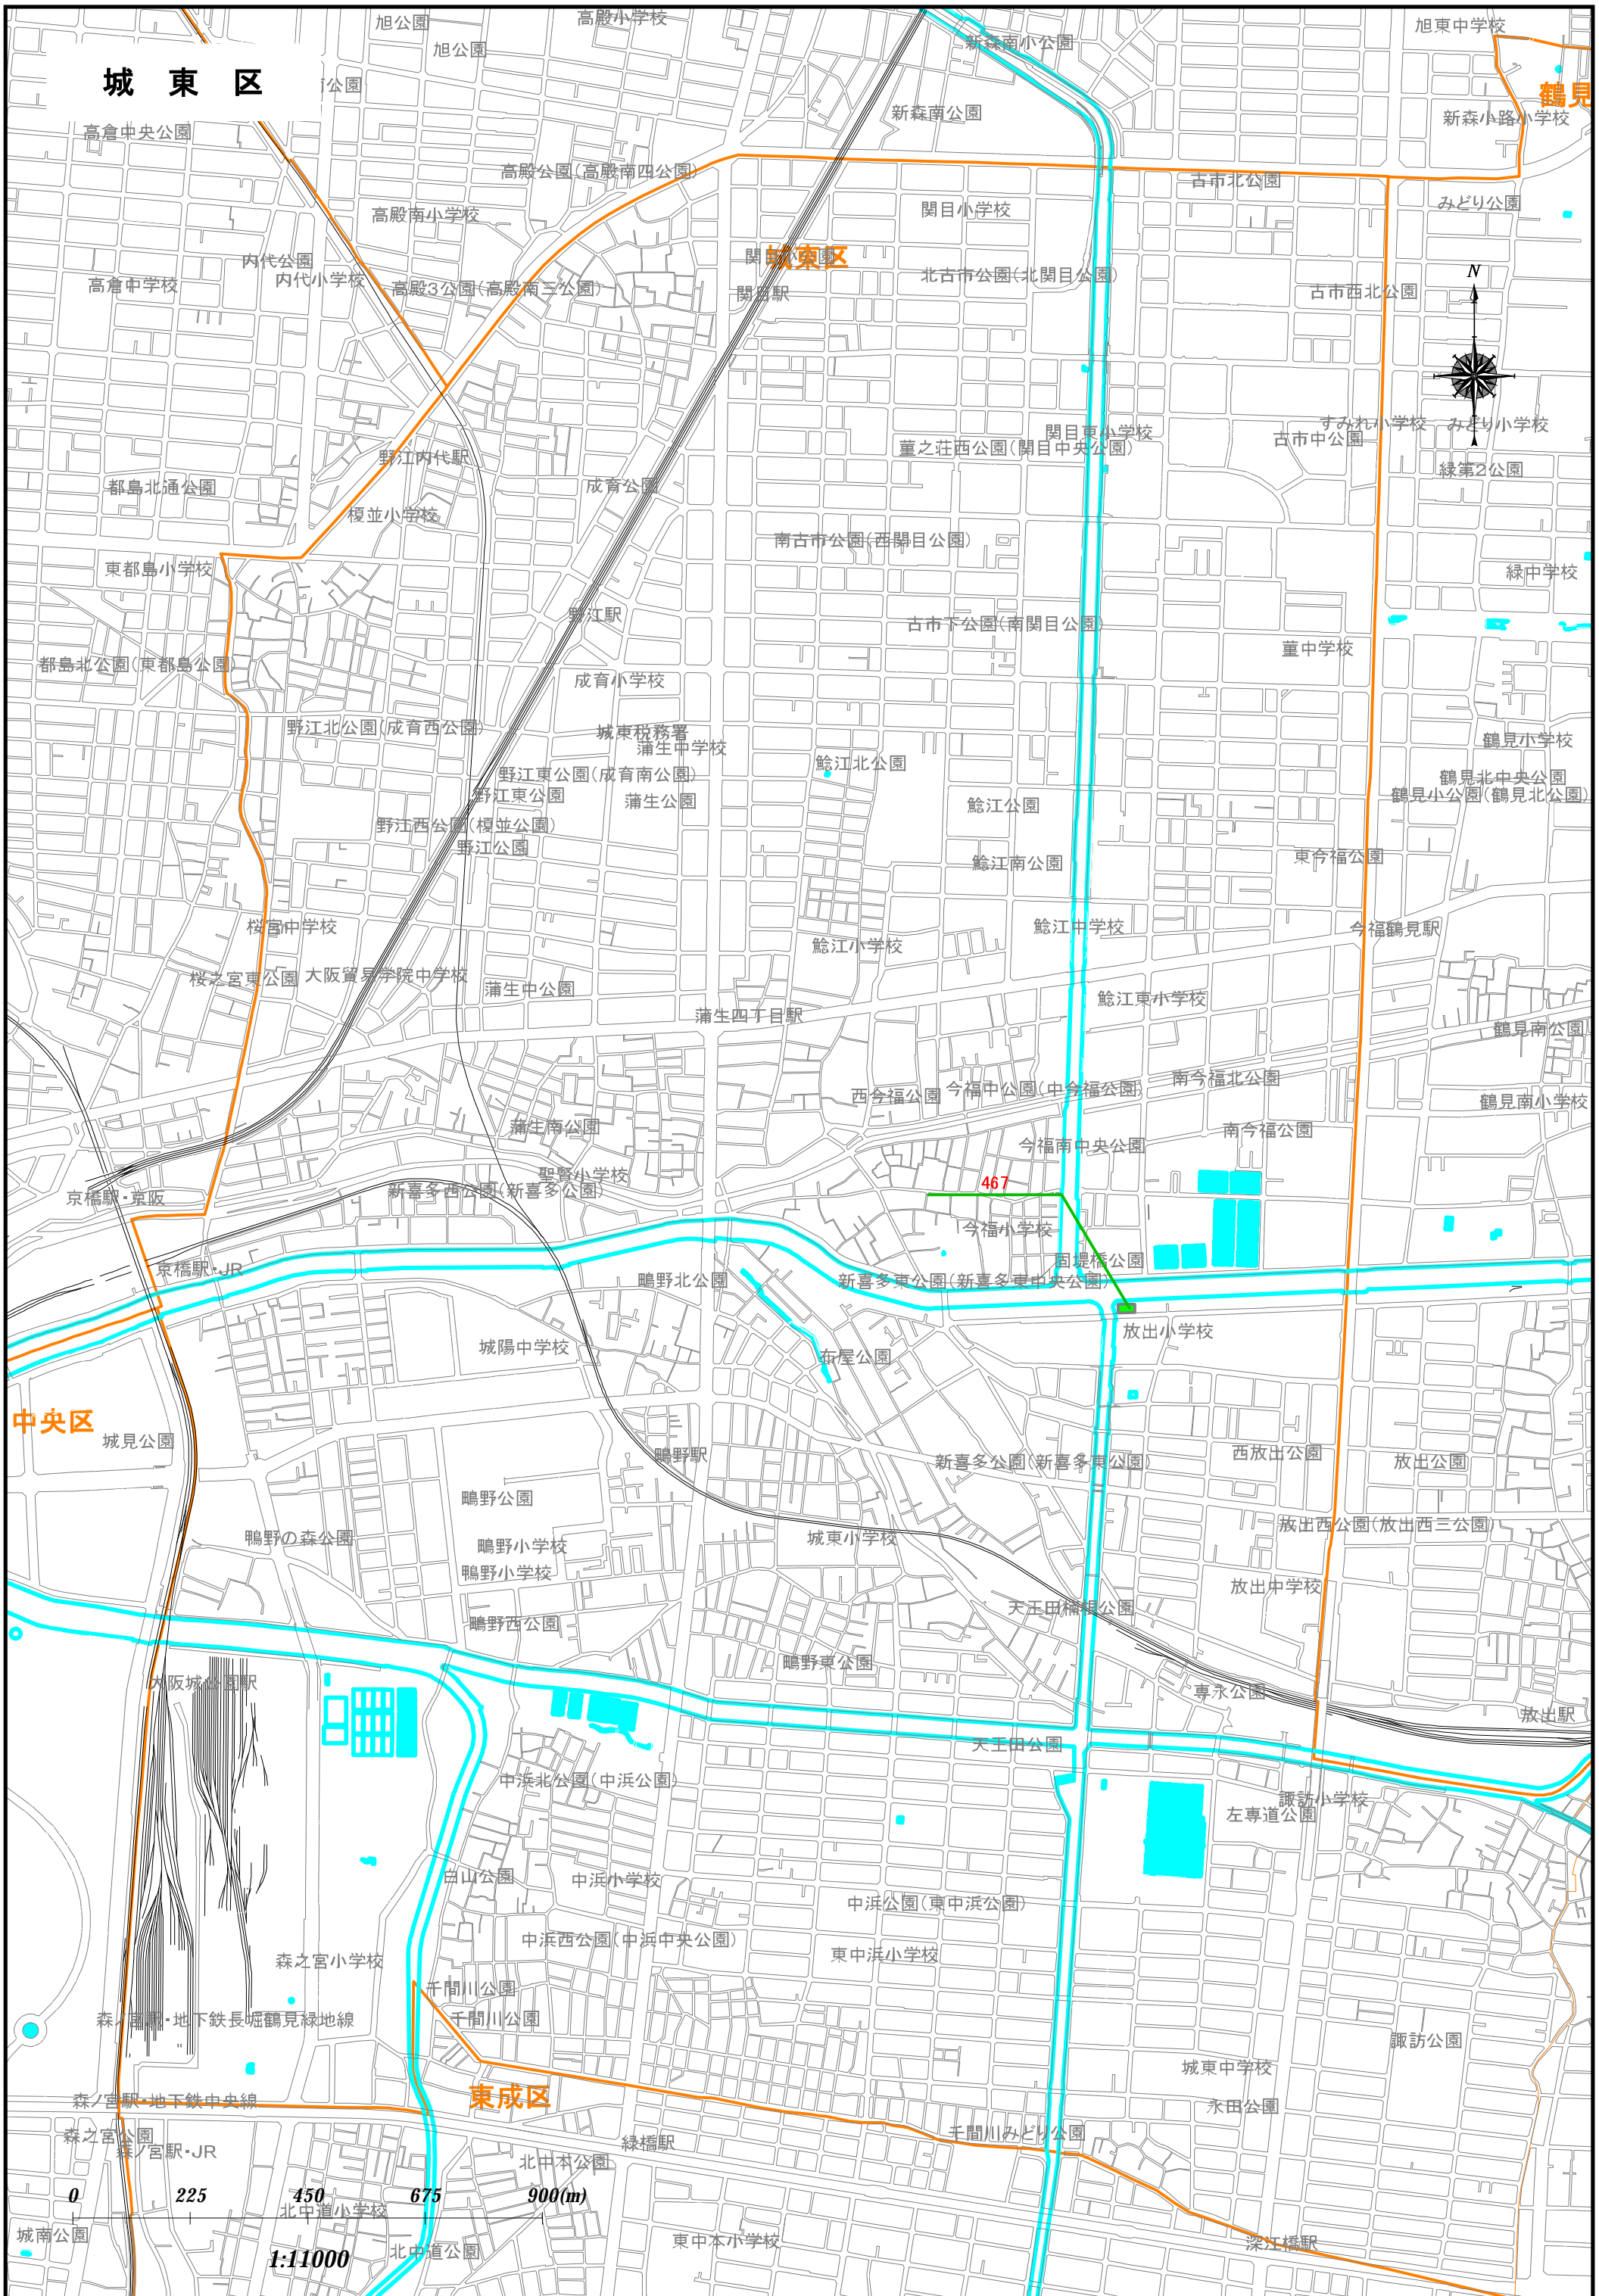 城東区
旭公園
高殿小学校
旭公園
新森南小公園
旭東中学校
鶴見
公園
新森南公園
新森小路小学校
高倉中央公園
高殿公園(高殿南四公園)
古市北公園
みどり公園
高殿南小学校
関目小学校
城東区
内代公園
内代小学校
高倉中学校
高殿3公園(高殿南三公園)
関目駅
北古市公園(北関目公園)
古市西北公園
N
すみれ小学校
みどり小学校
関目東小学校
菫之荘西公園(関目中央公園)
古市中公園
緑第2公園
野江内代駅
都島北通公園
成育公園
榎並小学校
南古市公園(西関目公園)
東都島小学校
緑中学校
野江駅
古市下公園(南関目公園)
菫中学校
都島北公園(東都島公園)
成育小学校
野江北公園(成育西公園)
城東税務署
蒲生中学校
鶴見小学校
野江東公園(成育南公園)
鯰江北公園
鶴見北中央公園
鶴見小公園(鶴見北公園)
野江東公園
蒲生公園
鯰江公園
野江西公園(榎並公園)
野江公園
鯰江南公園
東今福公園
桜宮中学校
鯰江小学校
鯰江中学校
今福鶴見駅
桜之宮東公園
大阪貿易学院中学校
蒲生中公園
鯰江東小学校
蒲生四丁目駅
鶴見南公園
西今福公園
今福中公園(中今福公園)
南今福北公園
鶴見南小学校
蒲生南公園
今福南中央公園
南今福公園
聖賢小学校
467
京橋駅・京阪
新喜多西公園(新喜多公園)
今福小学校
京橋駅・JR
固堤橋公園
鴫野北公園
新喜多東公園(新喜多東中央公園)
放出小学校
城陽中学校
布屋公園
中央区
城見公園
鴫野駅
新喜多公園(新喜多東公園)
西放出公園
放出公園
鴫野公園
鴨野の森公園
鴫野小学校
鴨野小学校
城東小学校
放出西公園(放出西三公園)
放出中学校
鴫野西公園
天王田楠根公園
鴫野東公園
大阪城公園駅
専永公園
放出駅
天王田公園
中浜北公園(中浜公園)
諏訪小学校
左専道公園
白山公園
中浜小学校
中浜公園(東中浜公園)
中浜西公園(中浜中央公園)
東中浜小学校
森之宮小学校
千間川公園
千間川公園
森ノ宮駅・地下鉄長堀鶴見緑地線
諏訪公園
城東中学校
東成区
森ノ宮駅・地下鉄中央線
永田公園
森之宮公園
森ノ宮駅・JR
緑橋駅
千間川みどり公園
北中本公園
0 225 450 675 900(m)
北中道小学校
城南公園
北中道公園
東中本小学校
深江橋駅
1:11000